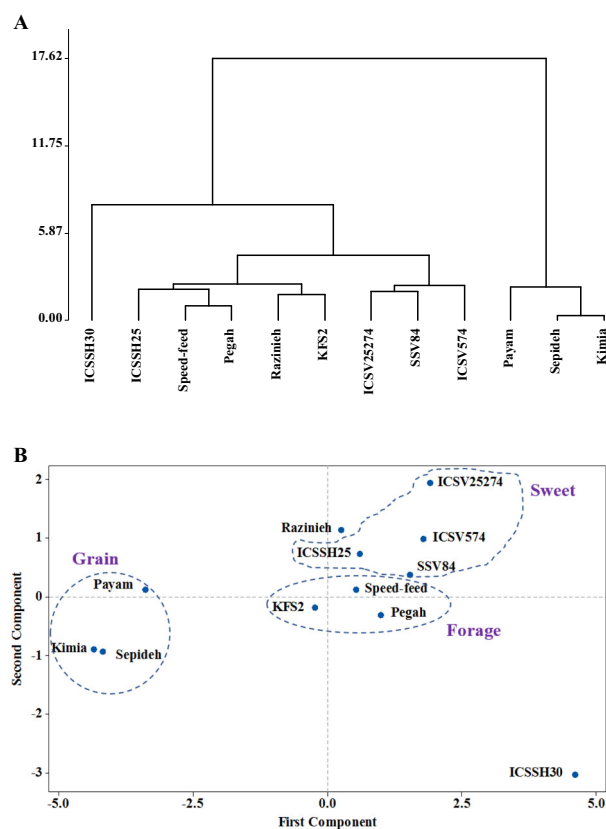 A
17.62
11.75
5.87
0.00
ICSSH30
ICSSH25
Speed-feed
Pegah
Razinieh
KFS2
ICSV25274
SSV84
ICSV574
Payam
Sepideh
Kimia
B
Second Component
2
1
0
-1
-2
-3
ICSV25274
Sweet
Razinieh
ICSV574
ICSSH25
Grain
SSV84
Payam
Speed-feed
KFS2
Pegah
Forage
Kimia
Sepideh
ICSSH30
-5.0
-2.5
0.0
2.5
5.0
First Component